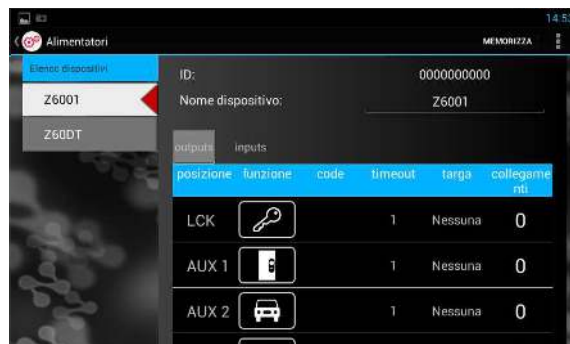 14:5
Alimentatori
MEMORIZZA
Elenco dispositivi
Z6001
Z60DT
ID: 0000000000
Nome dispositivo: Z6001
outputs inputs
posizione funzione code timeout targa collegame
nti
LCK 1 Nessuna 0
AUX 1 1 Nessuna 0
AUX 2 1 Nessuna 0